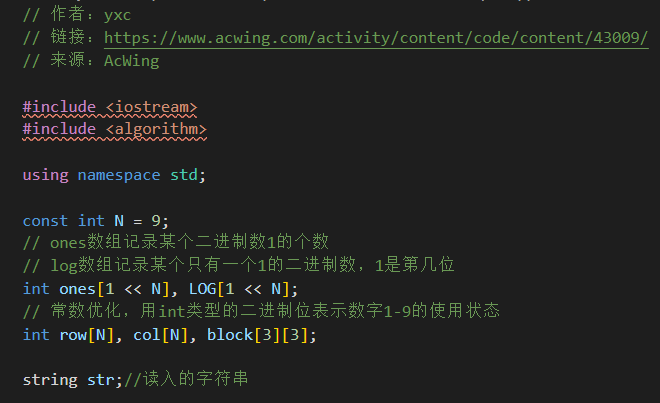 // 作者：yxc
// 链接：https://www.acwing.com/activity/content/code/content/43009/
// 来源：AcWing
#include <iostream>
#include <algorithm>
using namespace std;
const int N = 9;
// ones数组记录某个二进制数1的个数
// log数组记录某个只有一个1的二进制数，1是第几位
int ones[1 << N], LOG[1 << N];
// 常数优化，用int类型的二进制位表示数字1-9的使用状态
int row[N], col[N], block[3][3];
string str;//读入的字符串